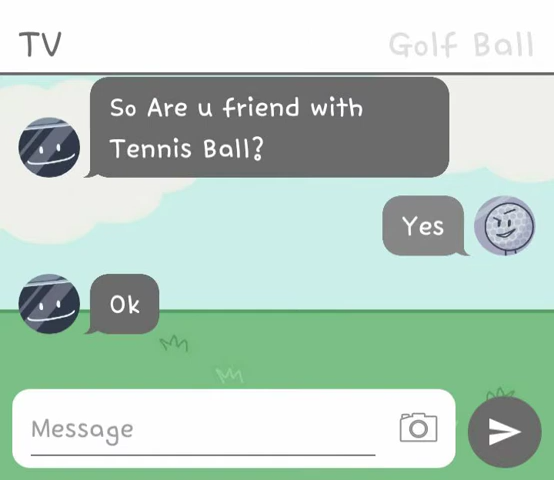 TV
Golf Ball
So Are u friend with
Tennis Ball?
Yes
Ok
Message